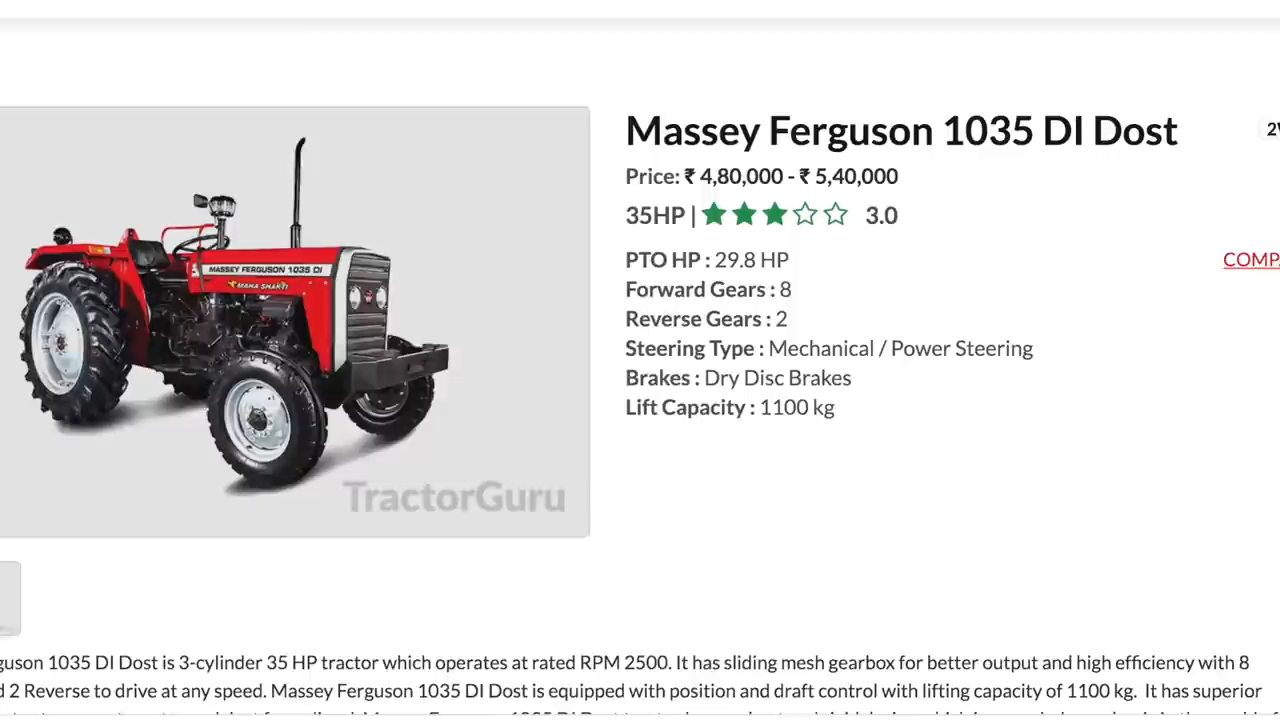 Massey Ferguson 1035 DI Dost
Price: ₹ 4,80,000 - ₹ 5,40,000
35HP | 3.0
PTO HP : 29.8 HP
COMPA
Forward Gears : 8
Reverse Gears : 2
Steering Type : Mechanical / Power Steering
Brakes : Dry Disc Brakes
Lift Capacity : 1100 kg
MASSEY FERGUSON 1035 DI
MAHA SHAKTI
TractorGuru
guson 1035 DI Dost is 3-cylinder 35 HP tractor which operates at rated RPM 2500. It has sliding mesh gearbox for better output and high efficiency with 8
d 2 Reverse to drive at any speed. Massey Ferguson 1035 DI Dost is equipped with position and draft control with lifting capacity of 1100 kg. It has superior